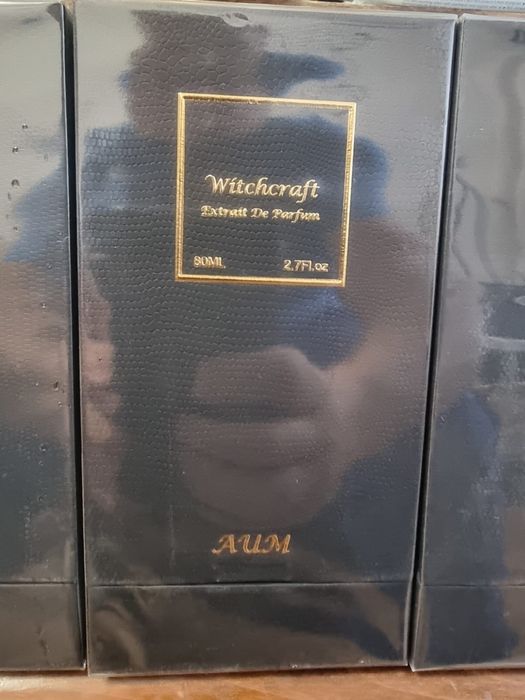 Witchcraft
Extrait De Parfum
80ML 2.7Fl.oz
AUM